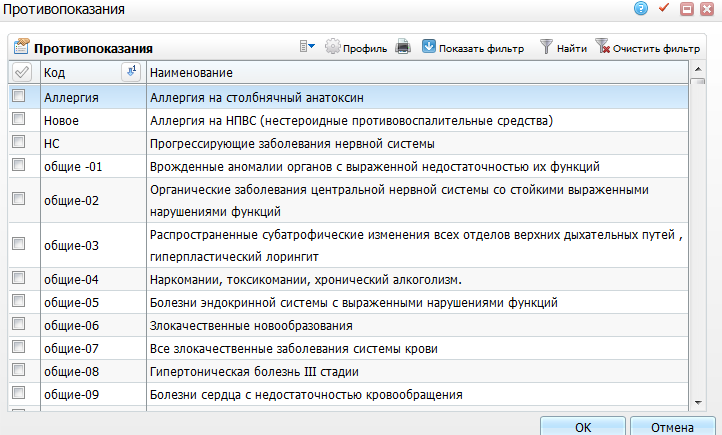 Противопоказания
Противопоказания Профиль Показать фильтр Найти Очистить фильтр
Код Наименование
Аллергия Аллергия на столбнячный анатоксин
Новое Аллергия на НПВС (нестероидные противовоспалительные средства)
НС Прогрессирующие заболевания нервной системы
общие -01 Врожденные аномалии органов с выраженной недостаточностью их функций
общие-02 Органические заболевания центральной нервной системы со стойкими выраженными
нарушениями функций
общие-03 Распространенные субатрофические изменения всех отделов верхних дыхательных путей ,
гиперпластический лорингит
общие-04 Наркомании, токсикомании, хронический алкоголизм.
общие-05 Болезни эндокринной системы с выраженными нарушениями функций
общие-06 Злокачественные новообразования
общие-07 Все злокачественные заболевания системы крови
общие-08 Гипертоническая болезнь III стадии
общие-09 Болезни сердца с недостаточностью кровообращения
OK Отмена